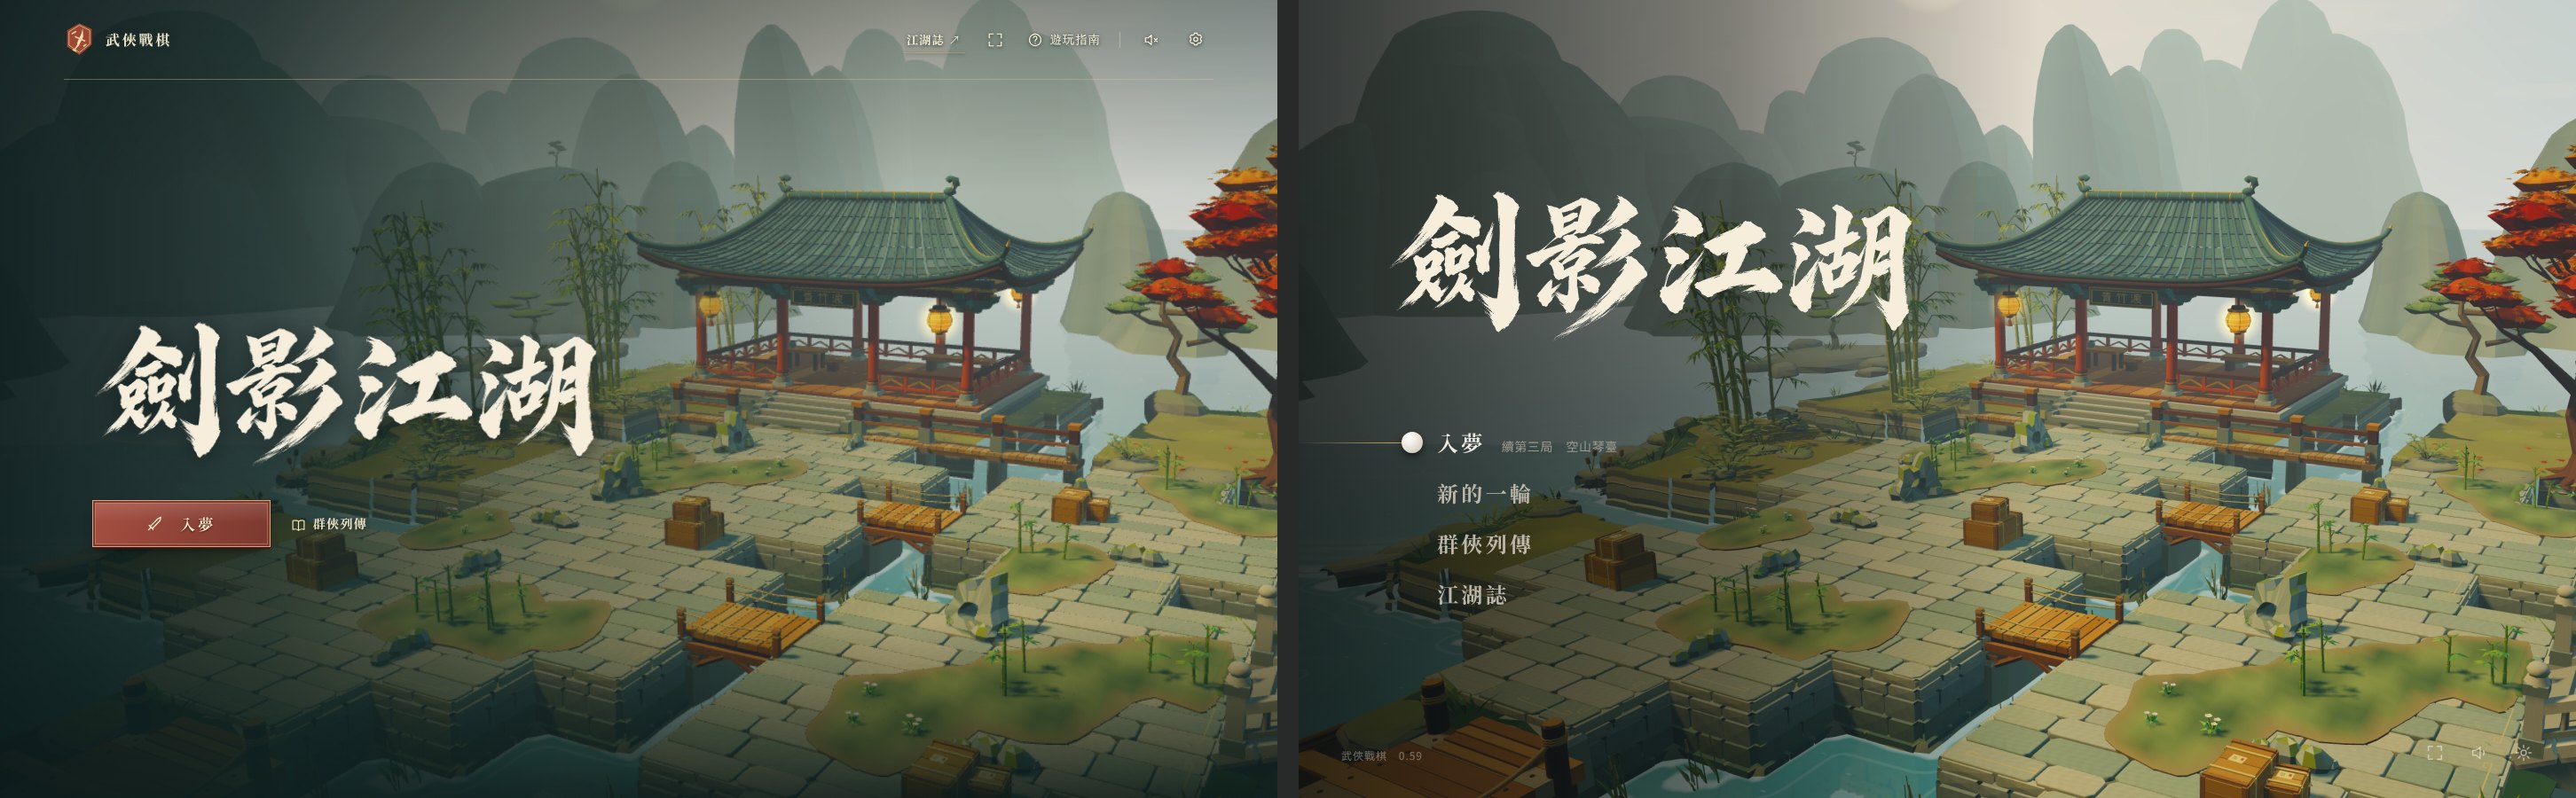 武俠戰棋
江湖誌 ↗
遊玩指南
劍影江湖
入夢
群俠列傳
劍影江湖
入夢 續第三局 空山琴臺
新的一輪
群俠列傳
江湖誌
武俠戰棋 0.59